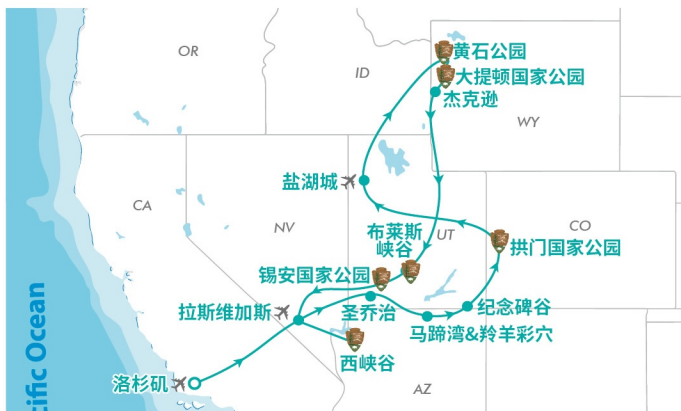 黄石公园
OR
大提顿国家公园
ID
杰克逊
WY
盐湖城
CA
NV
布莱斯
峡谷
UT
CO
拱门国家公园
锡安国家公园
拉斯维加斯
圣乔治
纪念碑谷
马蹄湾&羚羊彩穴
西峡谷
洛杉矶
AZ
cific Ocean